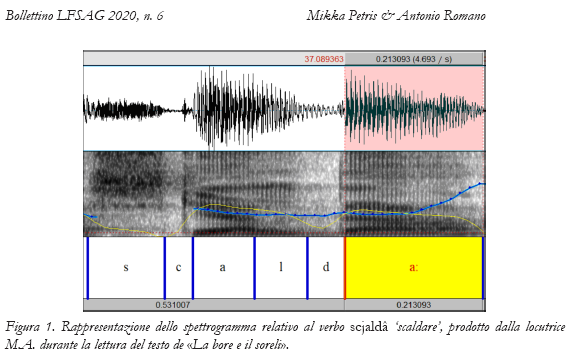 Bollettino LFSAG 2020, n. 6 Mikka Petris & Antonio Romano
37.089363 0.213093 (4.693 / s)
s c a l d a:
0.531007 0.213093
Figura 1. Rappresentazione dello spettrogramma relativo al verbo scjaldâ ‘scaldare’, prodotto dalla locutrice
M.A. durante la lettura del testo de «La bore e il soreli».